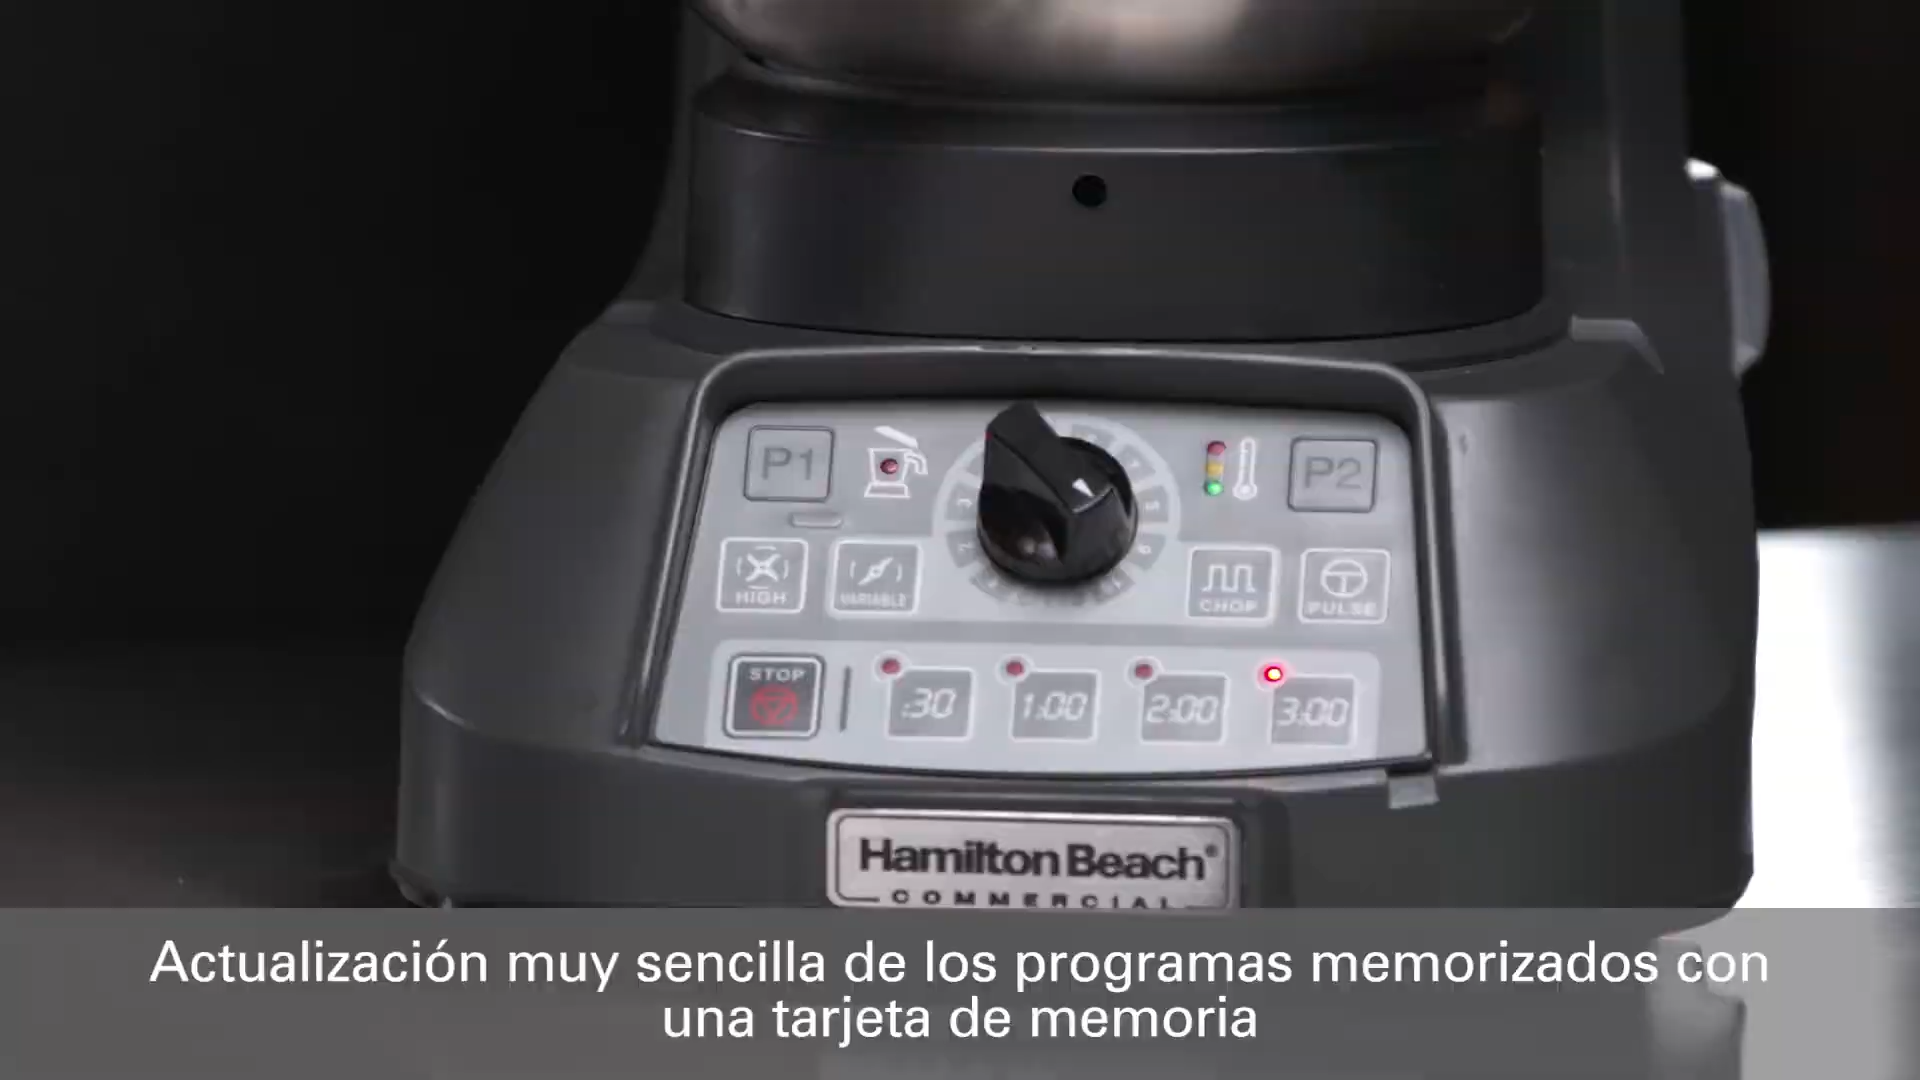 P1
P2
HIGH
VARIABLE
CHOP
PULSE
STOP
:30
1:00
2:00
3:00
Hamilton Beach®
COMMERCIAL
Actualización muy sencilla de los programas memorizados con
una tarjeta de memoria